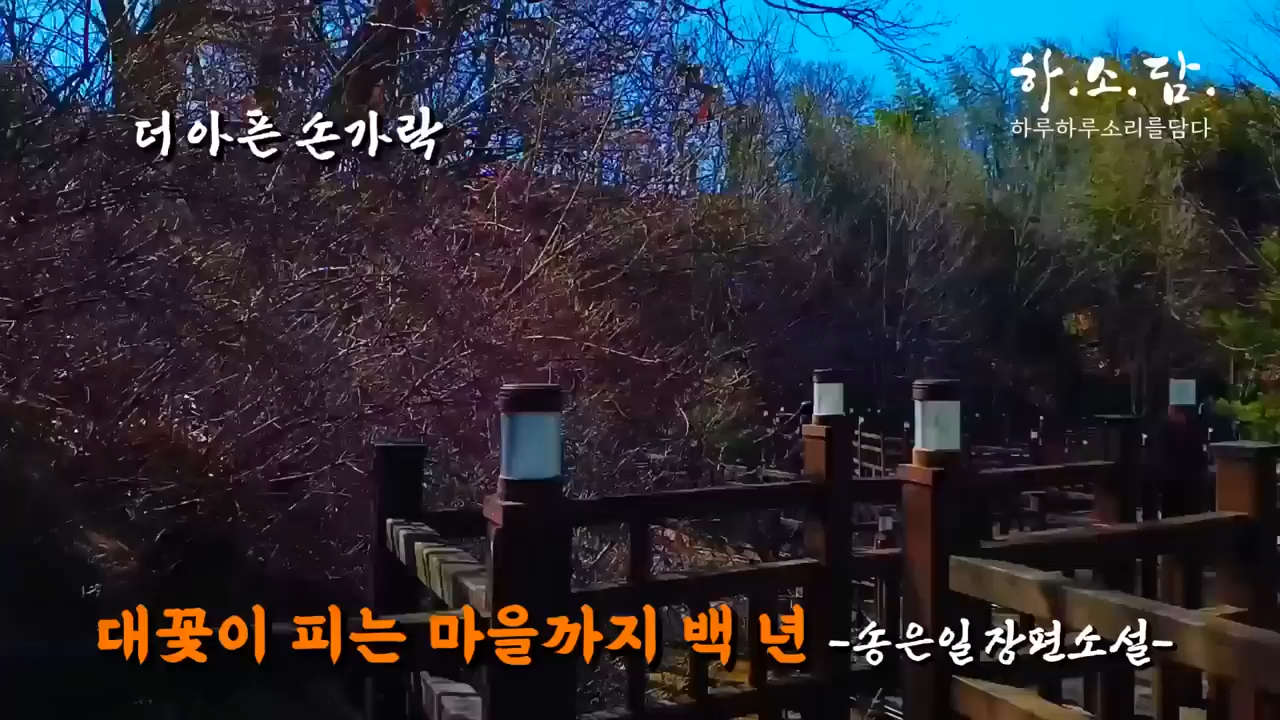 하.소.담.
하루하루소리를담다
더 아픈 손가락
대꽃이 피는 마을까지 백 년 -송은일 장편소설-